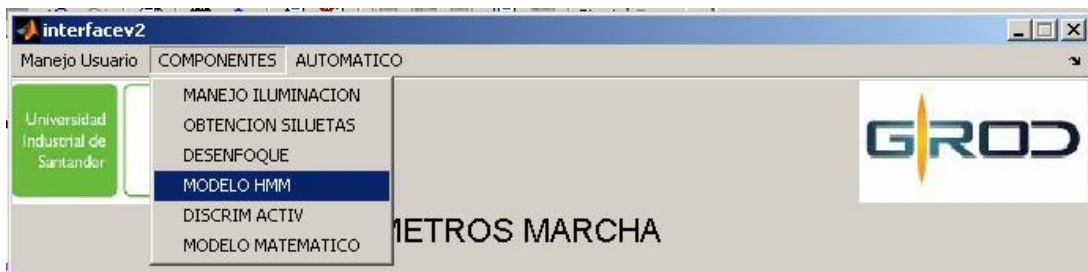 interfacev2
Manejo Usuario COMPONENTES AUTOMATICO
MANEJO ILUMINACION
OBTENCION SILUETAS
DESENFOQUE
MODELO HMM
DISCRIM ACTIV
MODELO MATEMATICO
Universidad
Industrial de
Santander
GIROD
METROS MARCHA